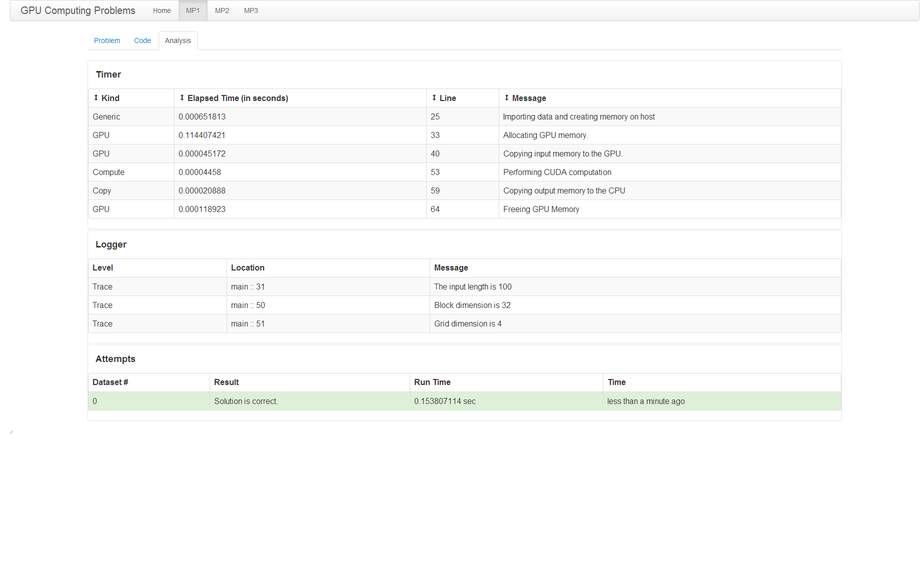 GPU Computing Problems Home MP1 MP2 MP3
Problem Code Analysis
Timer
Kind Elapsed Time (in seconds) Line Message
Generic 0.000651813 25 Importing data and creating memory on host
GPU 0.114407421 33 Allocating GPU memory.
GPU 0.000045172 40 Copying input memory to the GPU.
Compute 0.00004458 53 Performing CUDA computation
Copy 0.000020888 59 Copying output memory to the CPU
GPU 0.000118923 64 Freeing GPU Memory
Logger
Level Location Message
Trace main :: 31 The input length is 100
Trace main :: 50 Block dimension is 32
Trace main :: 51 Grid dimension is 4
Attempts
Dataset # Result Run Time Time
0 Solution is correct. 0.153807114 sec less than a minute ago